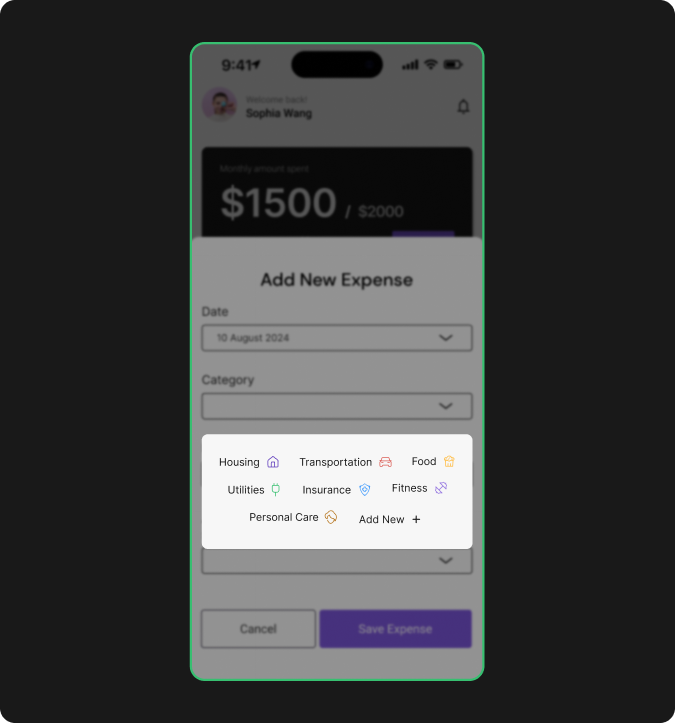 9:41
Welcome back!
Sophia Wang
Monthly amount spent
$1500 / $2000
Add New Expense
Date
10 August 2024
Category
Housing Transportation Food
Utilities Insurance Fitness
Personal Care Add New +
Cancel Save Expense